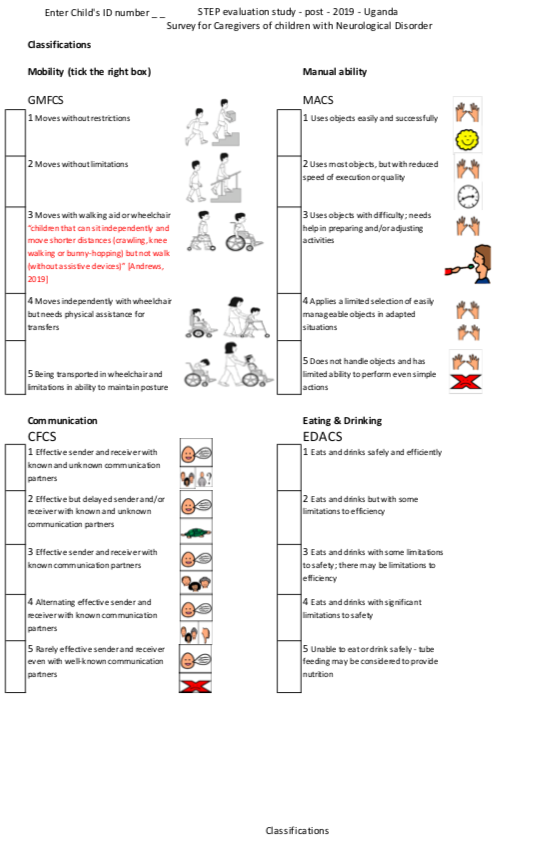 Enter Child's ID number _ _ STEP evaluation study - post - 2019 - Uganda
Survey for Caregivers of children with Neurological Disorder
Classifications
Mobility (tick the right box)
GMFCS
1 Moves without restrictions
2 Moves without limitations
3 Moves with walking aid or wheelchair
"children that can sit independently and
move shorter distances (crawling, knee
walking or bunny-hopping) but not walk
(without assistive devices)" [Andrews,
2019]
4 Moves independently with wheelchair
but needs physical assistance for
transfers
5 Being transported in wheelchair and
limitations in ability to maintain posture
Manual ability
MACS
1 Uses objects easily and successfully
2 Uses most objects, but with reduced
speed of execution or quality
3 Uses objects with difficulty; needs
help in preparing and/or adjusting
activities
4 Applies a limited selection of easily
manageable objects in adapted
situations
5 Does not handle objects and has
limited ability to perform even simple
actions
Communication
CFCS
1 Effective sender and receiver with
known and unknown communication
partners
2 Effective but delayed sender and/or
receiver with known and unknown
communication partners
3 Effective sender and receiver with
known communication partners
4 Alternating effective sender and
receiver with known communication
partners
5 Rarely effective sender and receiver
even with well-known communication
partners
Eating & Drinking
EDACS
1 Eats and drinks safely and efficiently
2 Eats and drinks but with some
limitations to efficiency
3 Eats and drinks with some limitations
to safety; there may be limitations to
efficiency
4 Eats and drinks with significant
limitations to safety
5 Unable to eat or drink safely - tube
feeding may be considered to provide
nutrition
Classifications